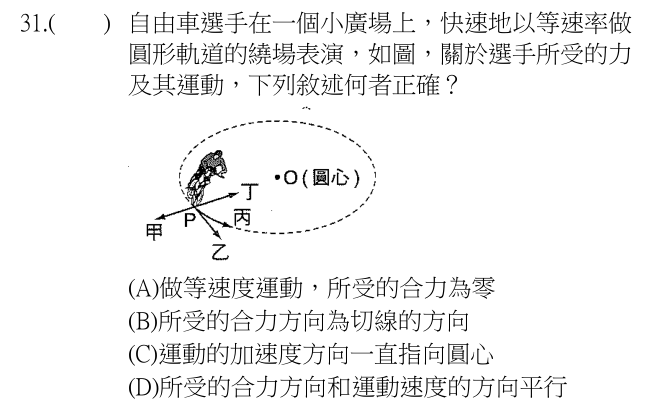 31.(　　) 自由車選手在一個小廣場上，快速地以等速率做
圓形軌道的繞場表演，如圖，關於選手所受的力
及其運動，下列敘述何者正確？
•O(圓心)
丁
甲 P 丙
乙
(A)做等速度運動，所受的合力為零
(B)所受的合力方向為切線的方向
(C)運動的加速度方向一直指向圓心
(D)所受的合力方向和運動速度的方向平行